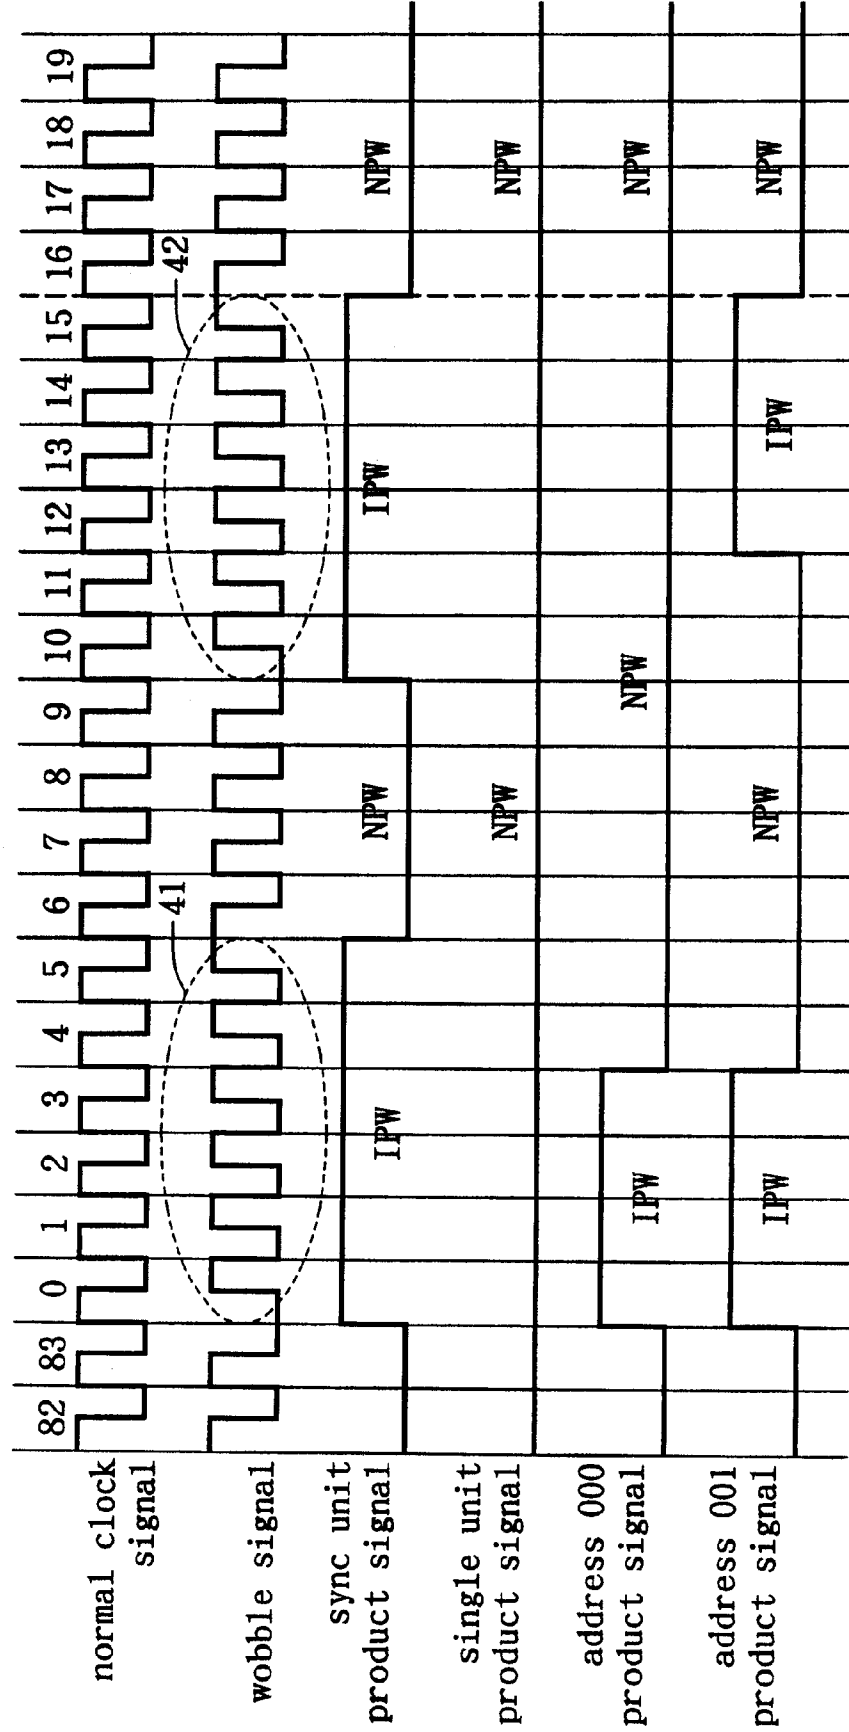 82 83 0 1 2 3 4 5 6 7 8 9 10 11 12 13 14 15 16 17 18 19
normal clock
signal
41
42
wobble signal
sync unit
product signal
IPW NPW IPW NPW
single unit
product signal
NPW NPW
address 000
product signal
IPW NPW NPW
address 001
product signal
IPW NPW IPW NPW